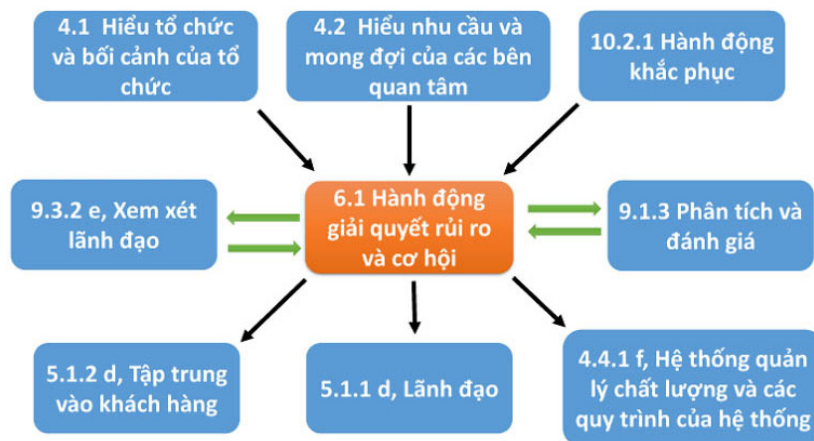 4.1 Hiểu tổ chức
và bối cảnh của tổ
chức
4.2 Hiểu nhu cầu và
mong đợi của các bên
quan tâm
10.2.1 Hành động
khắc phục
9.3.2 e, Xem xét
lãnh đạo
6.1 Hành động
giải quyết rủi ro
và cơ hội
9.1.3 Phân tích và
đánh giá
5.1.2 d, Tập trung
vào khách hàng
5.1.1 d, Lãnh đạo
4.4.1 f, Hệ thống quản
lý chất lượng và các
quy trình của hệ thống